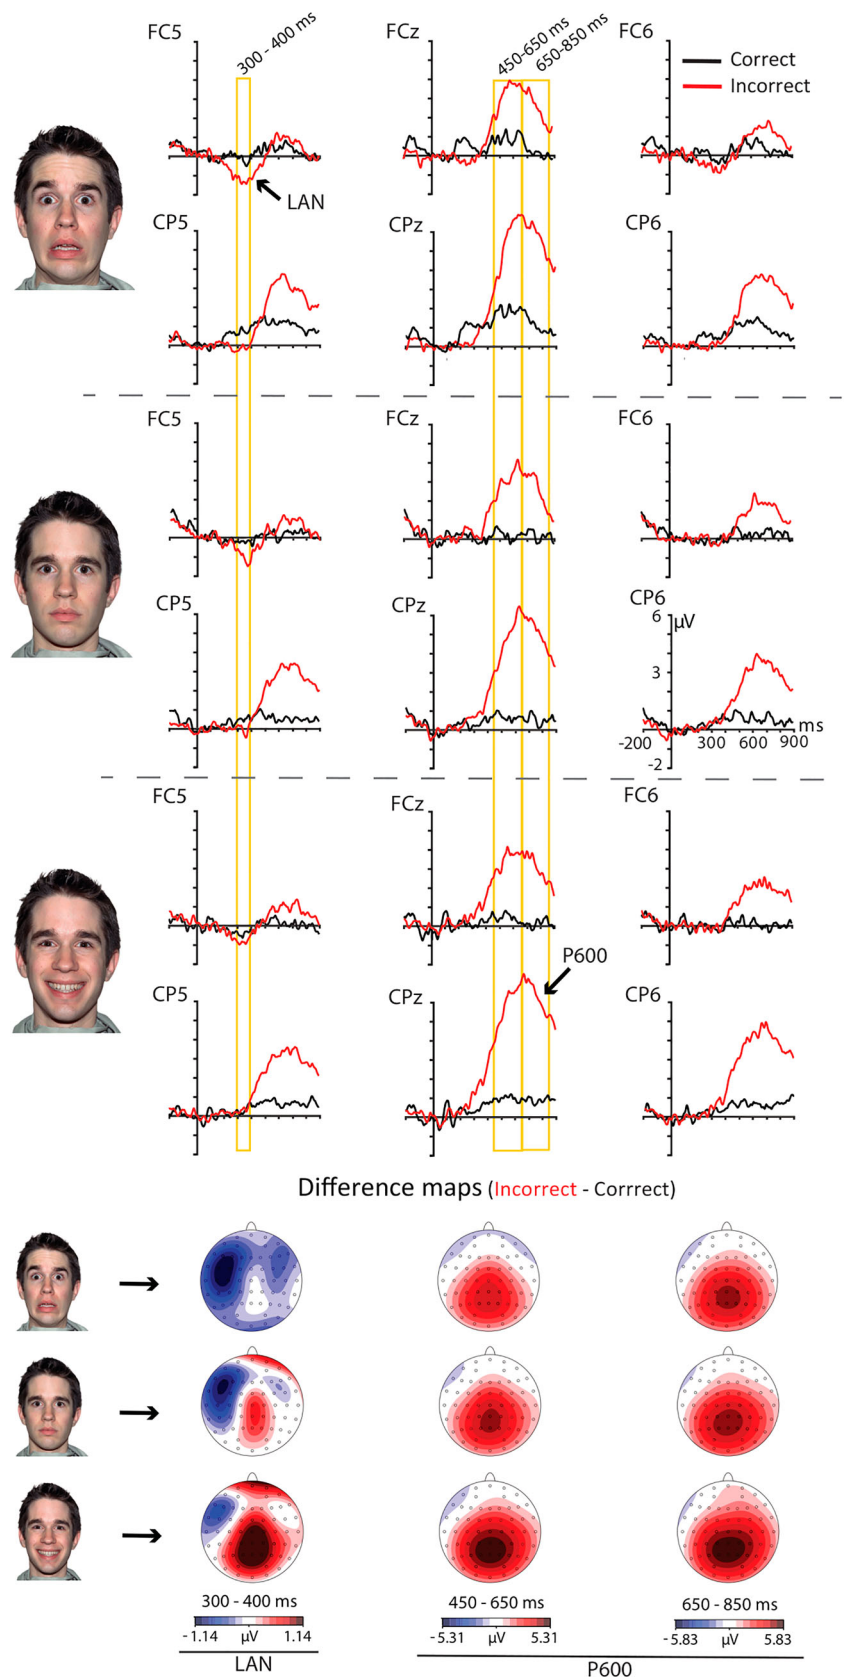 FC5
300 - 400 ms
FCz
450-650 ms
650-850 ms
FC6
Correct
Incorrect
LAN
CP5
CPz
CP6
FC5
FCz
FC6
CP5
CPz
CP6
6
μV
3
-200
300
600
900
ms
-2
FC5
FCz
FC6
P600
CP5
CPz
CP6
Difference maps (Incorrect - Corrrect)
300 - 400 ms
450 - 650 ms
650 - 850 ms
-1.14 μV 1.14
-5.31 μV 5.31
-5.83 μV 5.83
LAN
P600